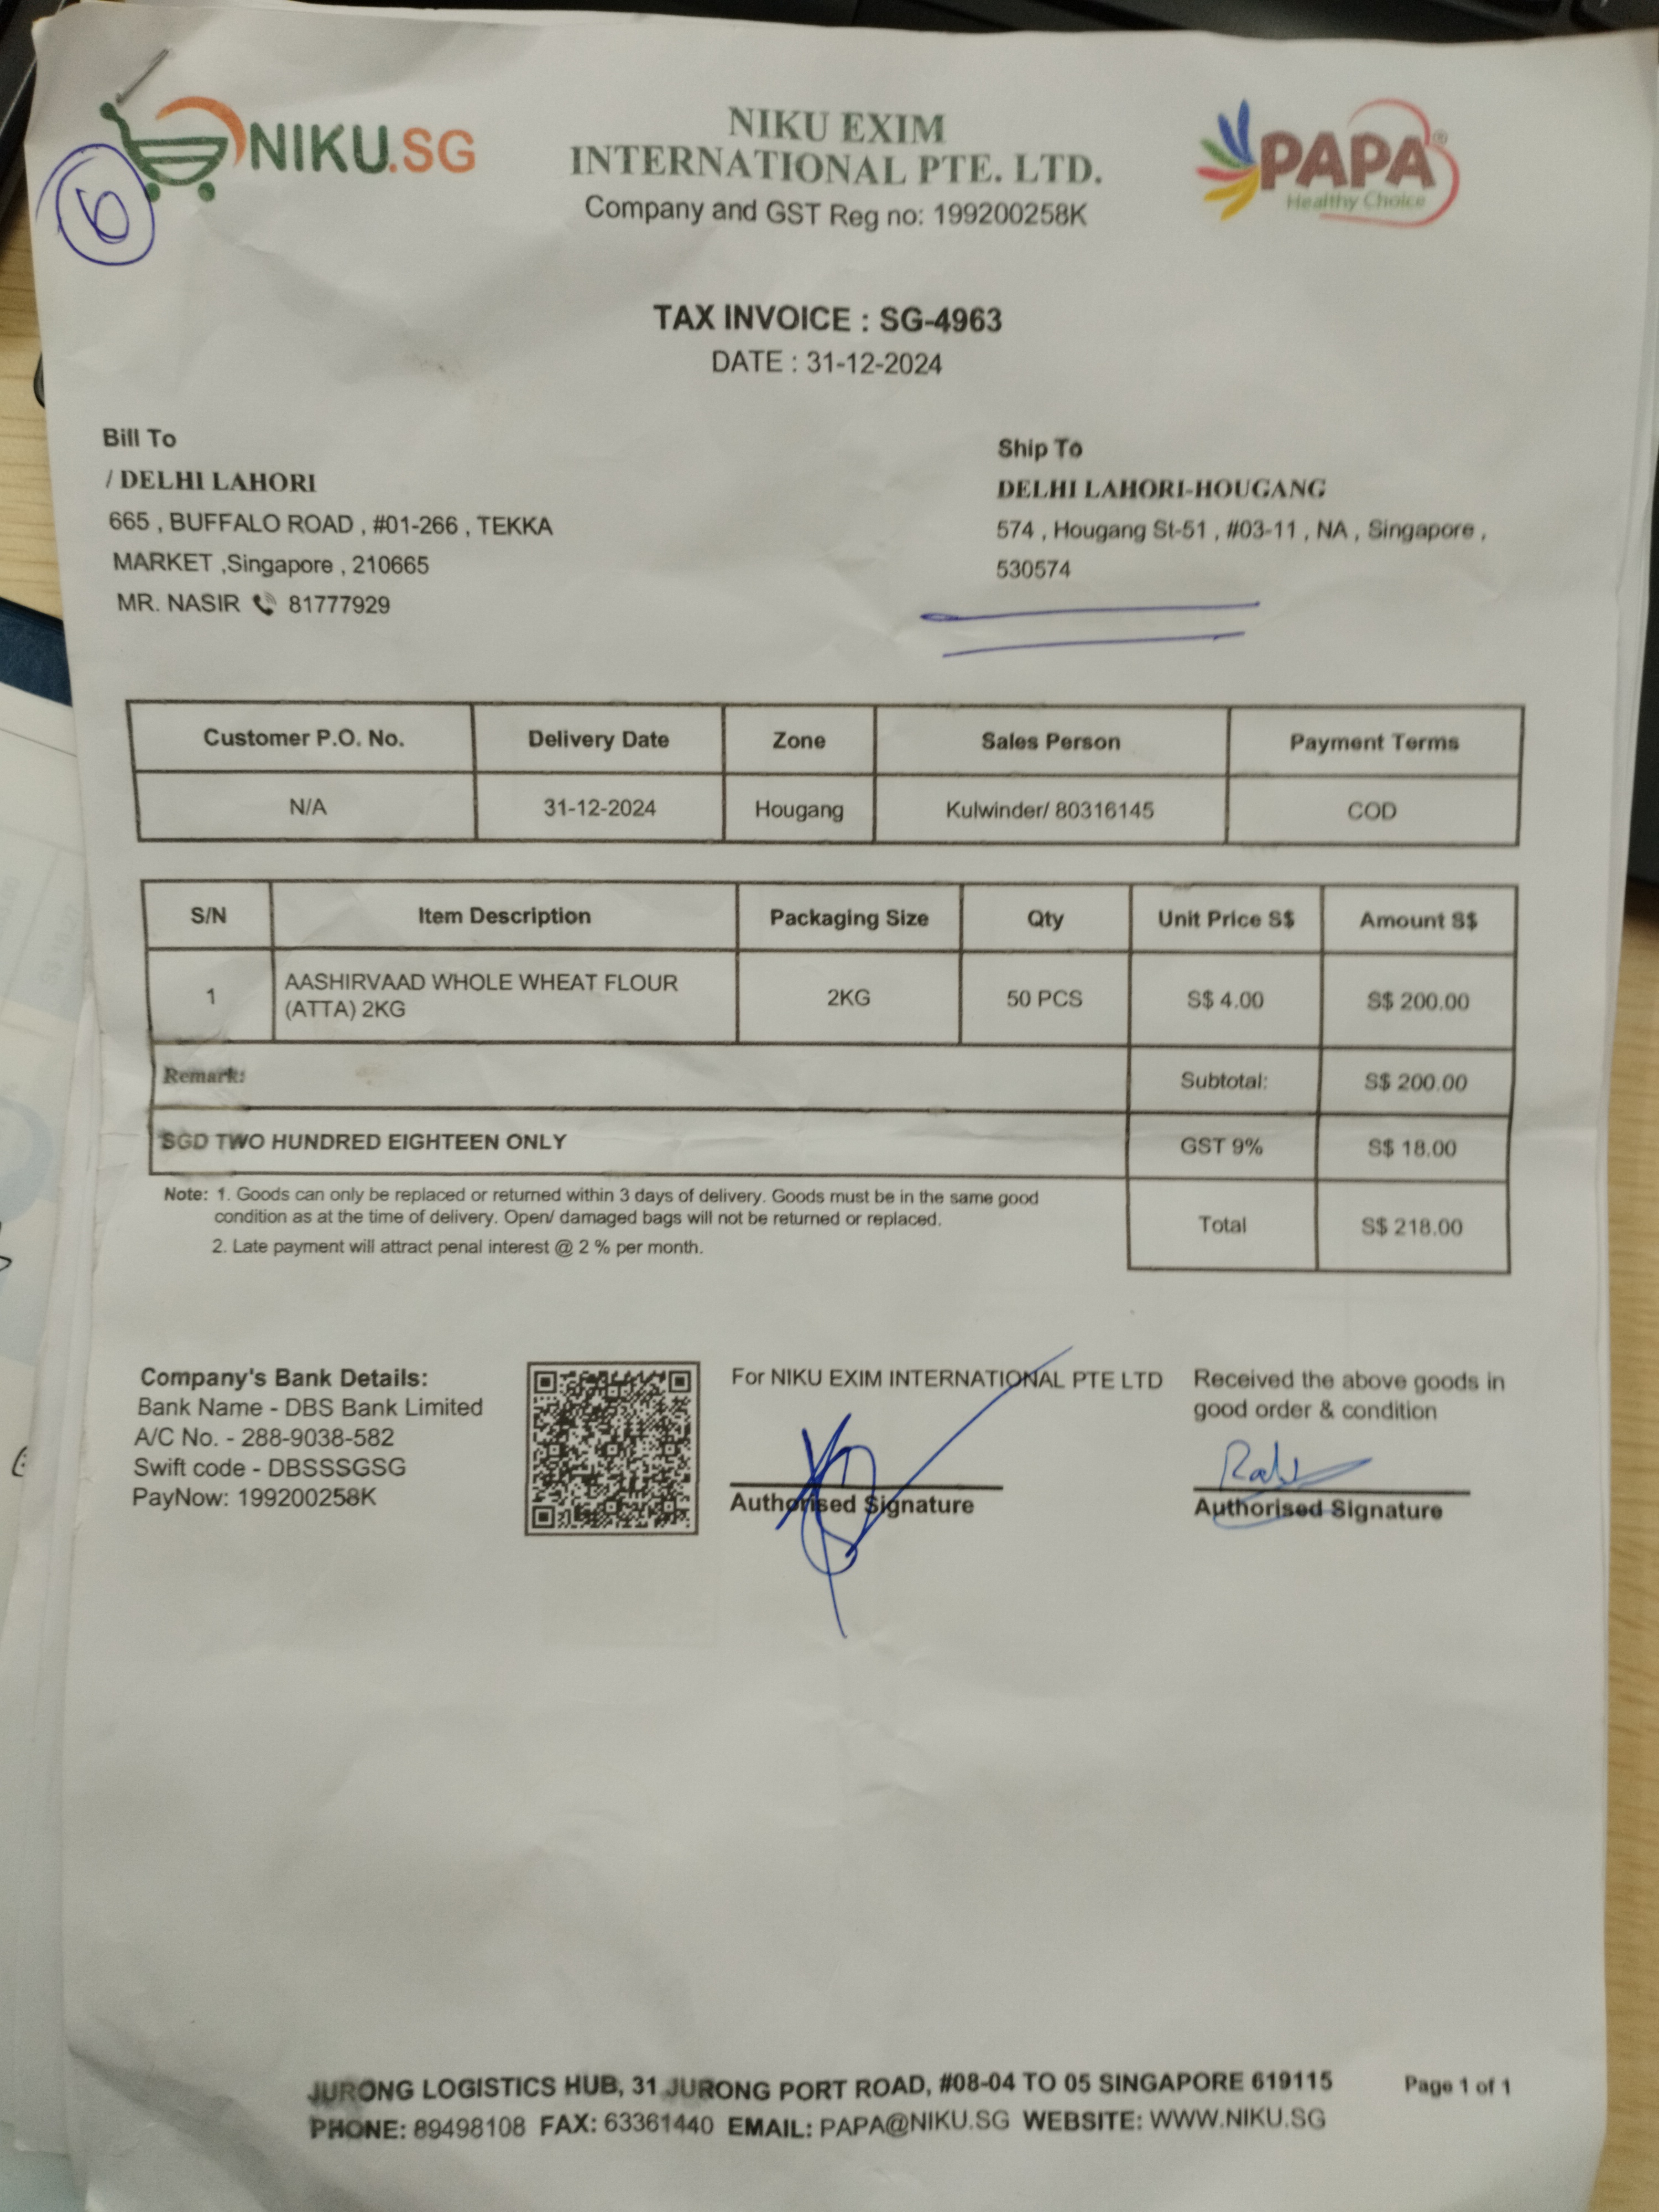 NIKU.SG
NIKU EXIM
INTERNATIONAL PTE. LTD.
Company and GST Reg no: 199200258K
PAPA®
Healthy Choice
6
TAX INVOICE : SG-4963
DATE : 31-12-2024
Bill To
/ DELHI LAHORI
665 , BUFFALO ROAD , #01-266 , TEKKA
MARKET ,Singapore , 210665
MR. NASIR 81777929
Ship To
DELHI LAHORI-HOUGANG
574 , Hougang St-51 , #03-11 , NA , Singapore ,
530574
Customer P.O. No. Delivery Date Zone Sales Person Payment Terms
N/A 31-12-2024 Hougang Kulwinder/ 80316145 COD
S/N Item Description Packaging Size Qty Unit Price S$ Amount S$
1 AASHIRVAAD WHOLE WHEAT FLOUR 2KG 50 PCS S$ 4.00 S$ 200.00
(ATTA) 2KG
Remark: Subtotal: S$ 200.00
SGD TWO HUNDRED EIGHTEEN ONLY GST 9% S$ 18.00
Total S$ 218.00
Note: 1. Goods can only be replaced or returned within 3 days of delivery. Goods must be in the same good
condition as at the time of delivery. Open/ damaged bags will not be returned or replaced.
2. Late payment will attract penal interest @ 2 % per month.
Company's Bank Details:
Bank Name - DBS Bank Limited
A/C No. - 288-9038-582
Swift code - DBSSSGSG
PayNow: 199200258K
For NIKU EXIM INTERNATIONAL PTE LTD
Authorised Signature
Received the above goods in
good order & condition
Authorised Signature
JURONG LOGISTICS HUB, 31 JURONG PORT ROAD, #08-04 TO 05 SINGAPORE 619115
PHONE: 89498108 FAX: 63361440 EMAIL: PAPA@NIKU.SG WEBSITE: WWW.NIKU.SG
Page 1 of 1